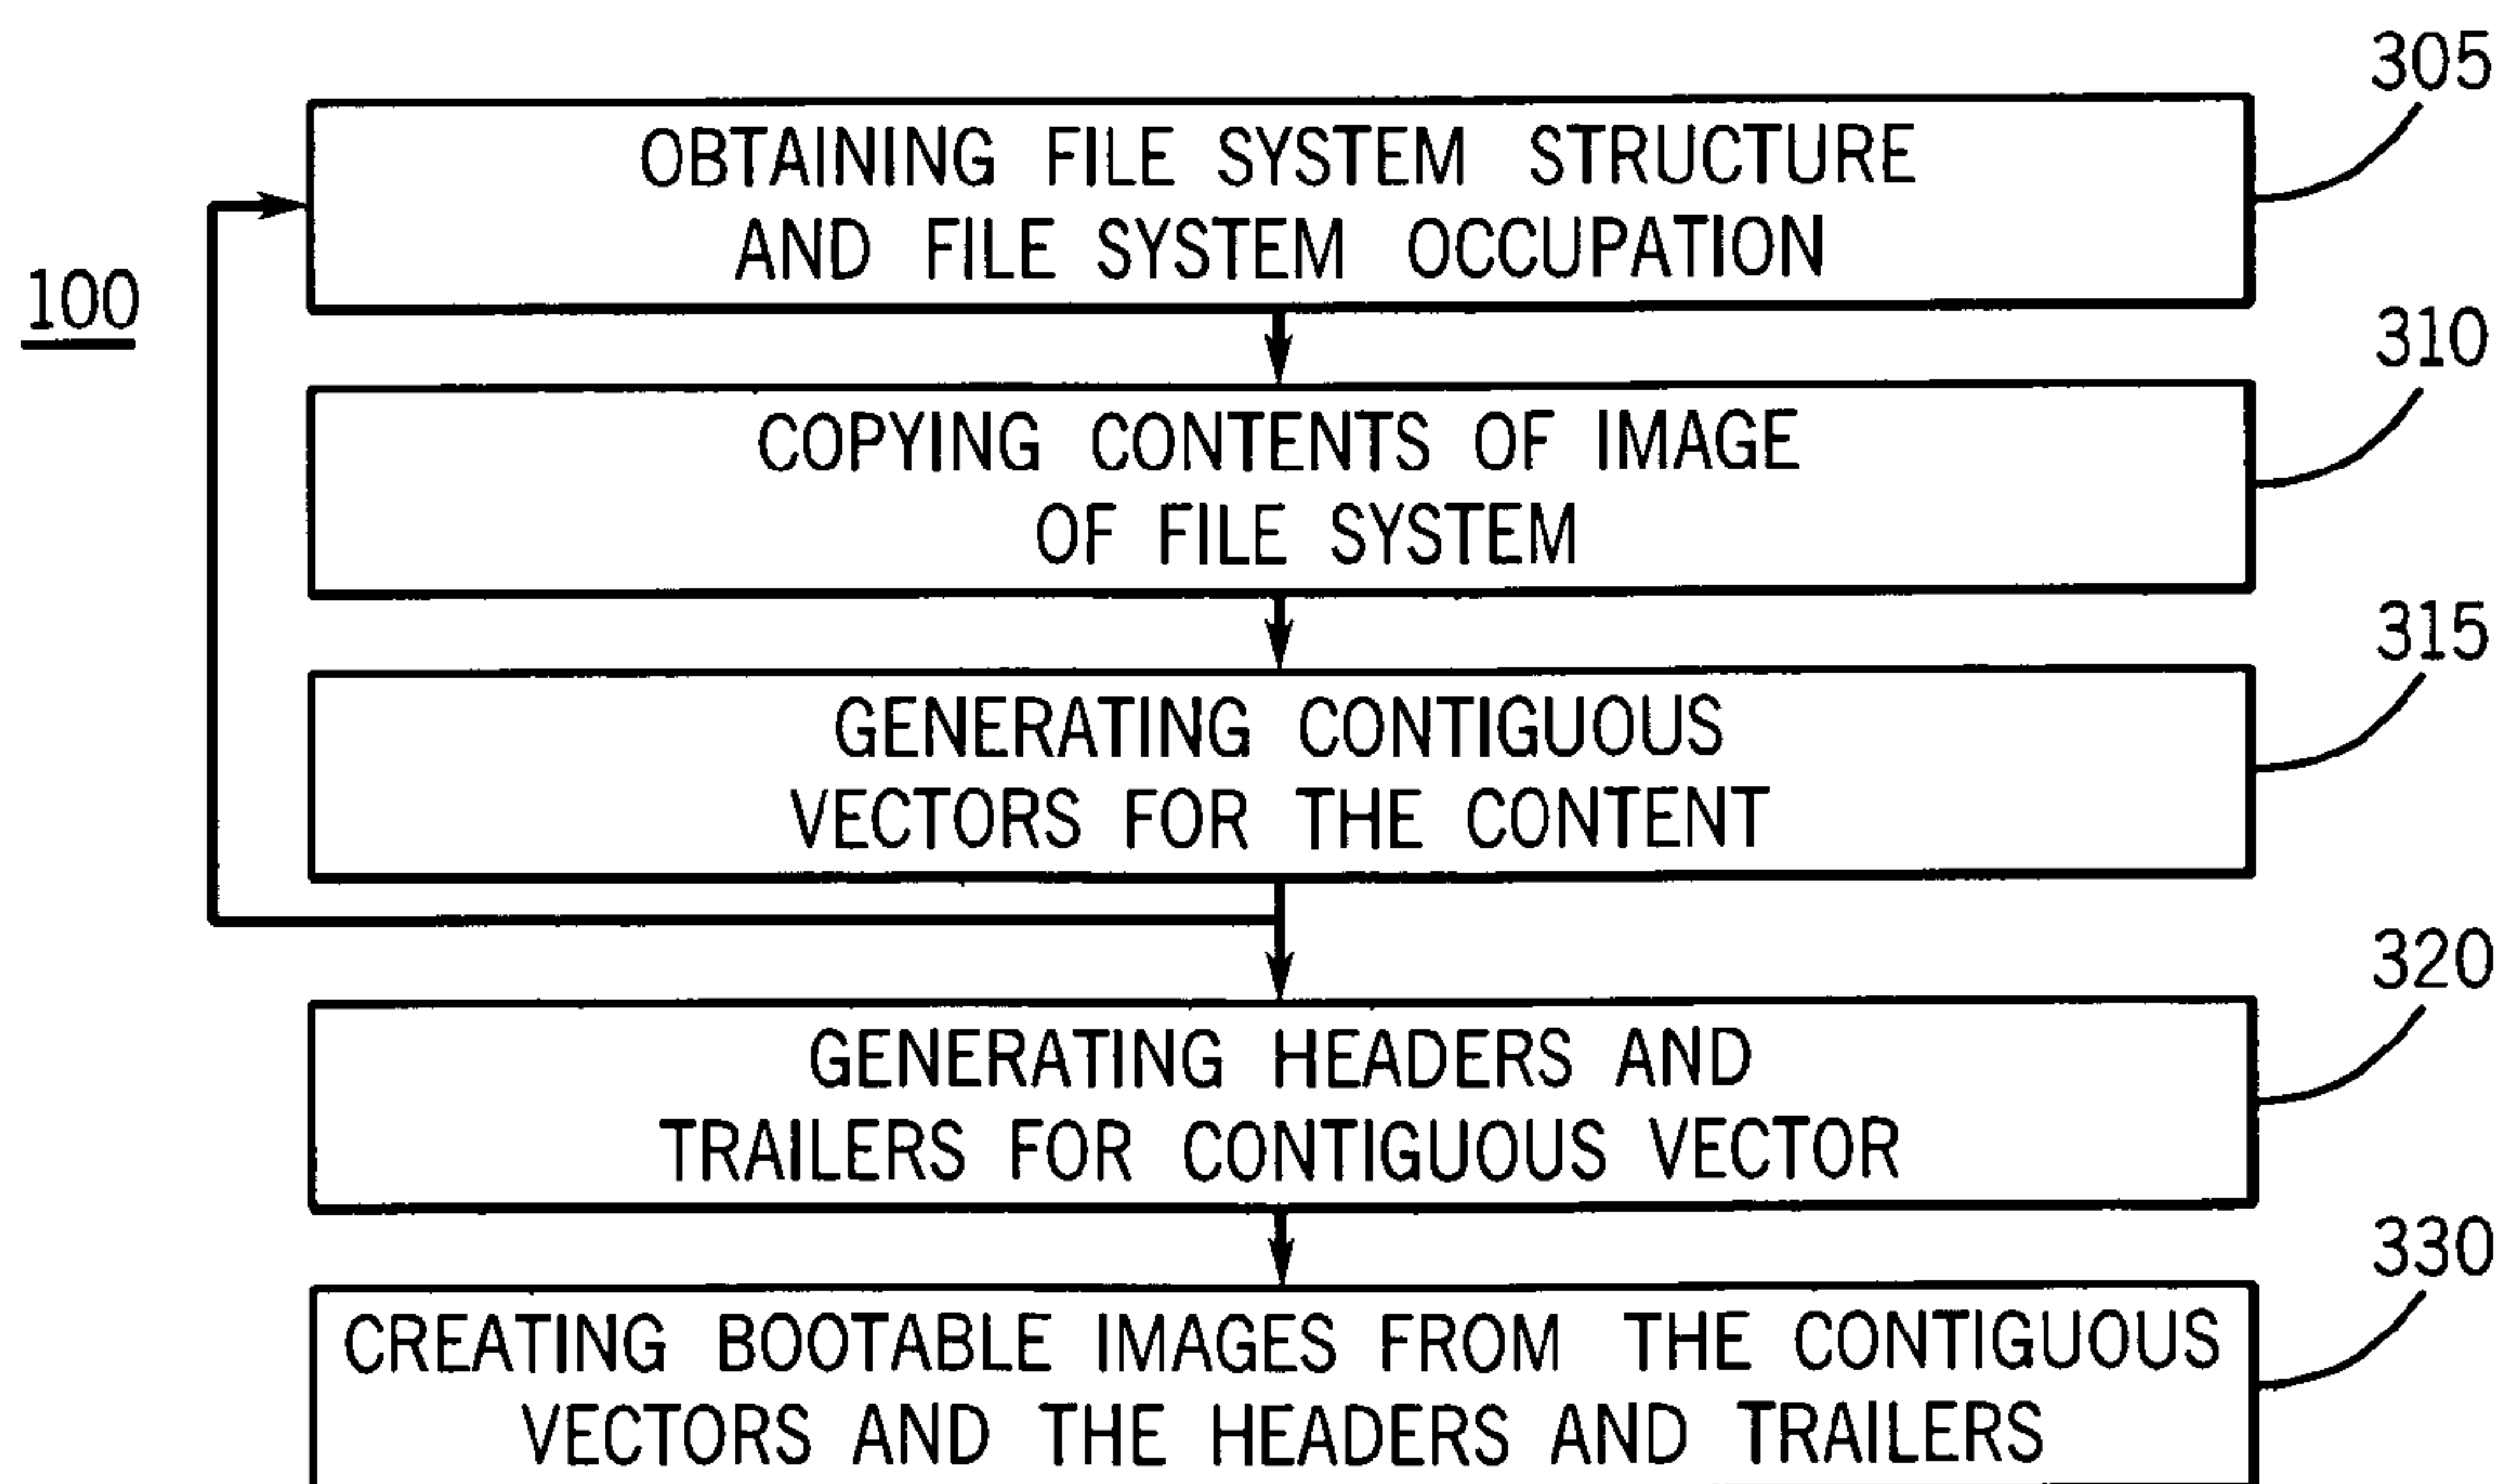 305
OBTAINING FILE SYSTEM STRUCTURE
AND FILE SYSTEM OCCUPATION
100
310
COPYING CONTENTS OF IMAGE
OF FILE SYSTEM
315
GENERATING CONTIGUOUS
VECTORS FOR THE CONTENT
320
GENERATING HEADERS AND
TRAILERS FOR CONTIGUOUS VECTOR
330
CREATING BOOTABLE IMAGES FROM THE CONTIGUOUS
VECTORS AND THE HEADERS AND TRAILERS